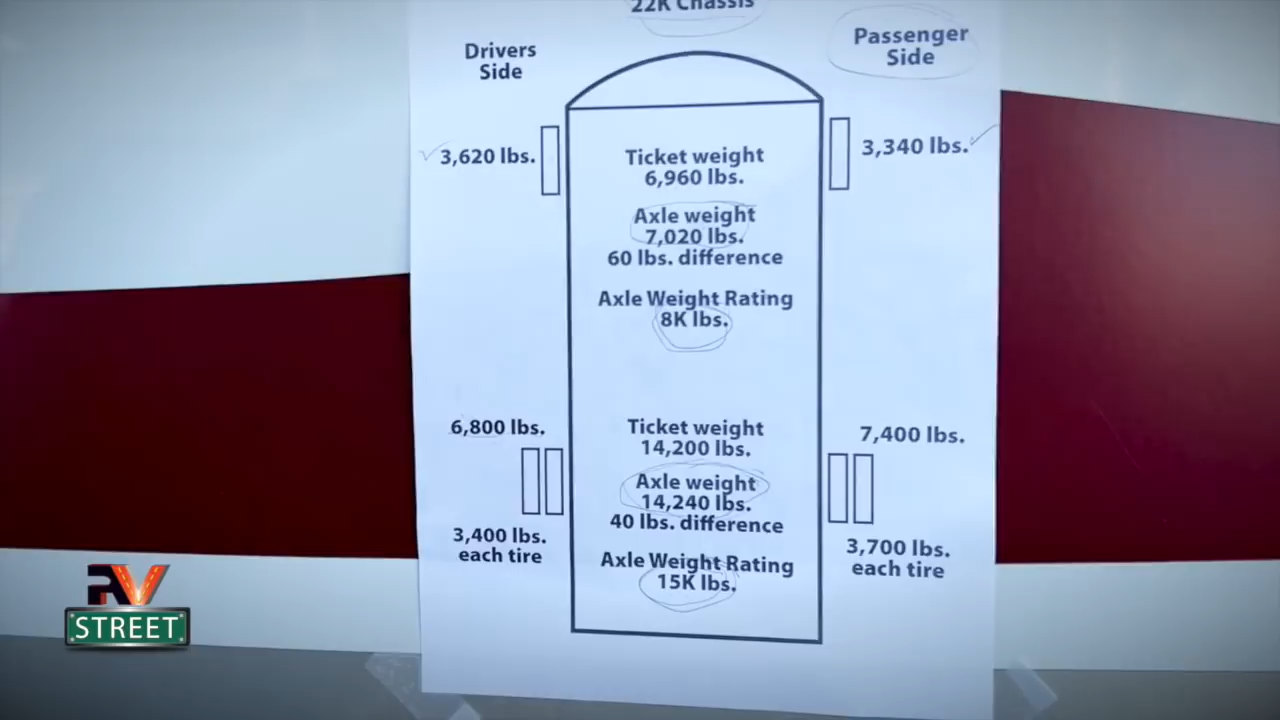 22K Chassis
Drivers
Side
Passenger
Side
3,620 lbs.
3,340 lbs.
Ticket weight
6,960 lbs.
Axle weight
7,020 lbs.
60 lbs. difference
Axle Weight Rating
8K lbs.
6,800 lbs.
7,400 lbs.
Ticket weight
14,200 lbs.
Axle weight
14,240 lbs.
40 lbs. difference
3,400 lbs.
each tire
3,700 lbs.
each tire
Axle Weight Rating
15K lbs.
RV
STREET